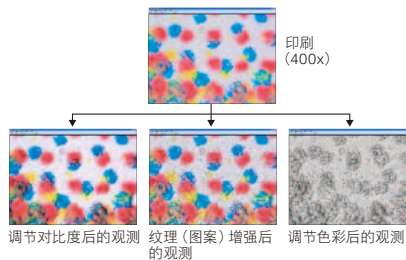 印刷
（400x）
调节对比度后的观测
纹理（图案）增强后
的观测
调节色彩后的观测